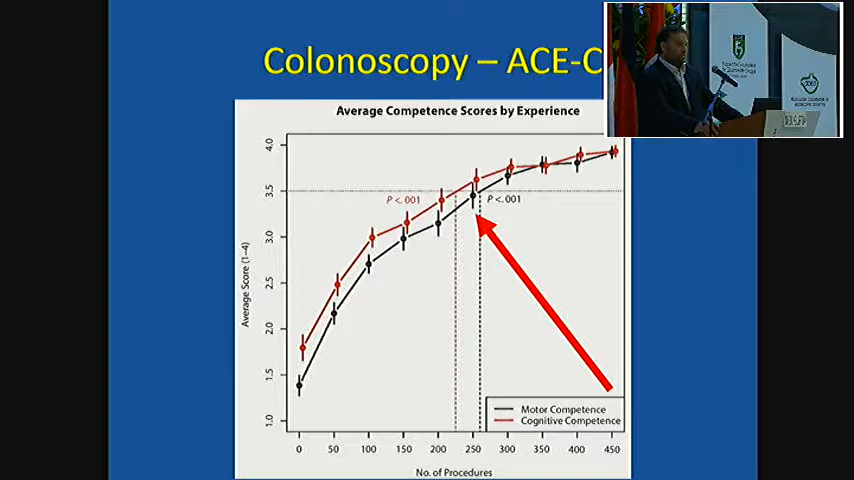 Colonoscopy – ACE-C
Average Competence Scores by Experience
4.0
3.5
3.0
2.5
2.0
1.5
1.0
Average Score (1–4)
P <.001
P <.001
Motor Competence
Cognitive Competence
0 50 100 150 200 250 300 350 400 450
No. of Procedures